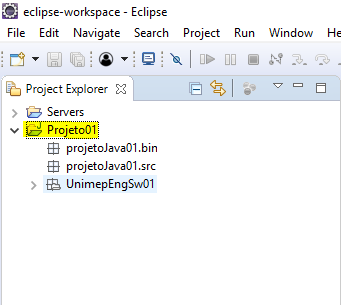 eclipse-workspace - Eclipse
File Edit Navigate Search Project Run Window He
Project Explorer
Servers
Projeto01
projetoJava01.bin
projetoJava01.src
UnimepEngSw01